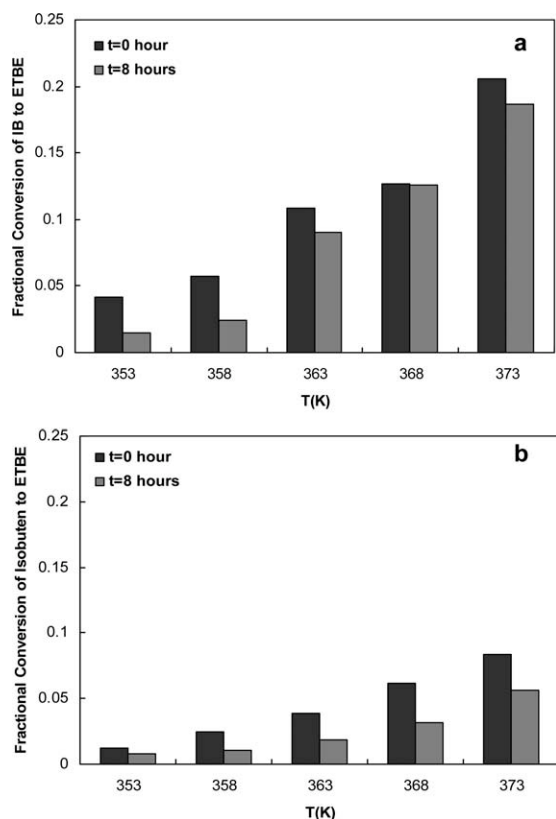 a
t=0 hour
t=8 hours
Fractional Conversion of IB to ETBE
0.25
0.2
0.15
0.1
0.05
0
353 358 363 368 373
T(K)
b
t=0 hour
t=8 hours
Fractional Conversion of Isobuten to ETBE
0.25
0.2
0.15
0.1
0.05
0
353 358 363 368 373
T(K)